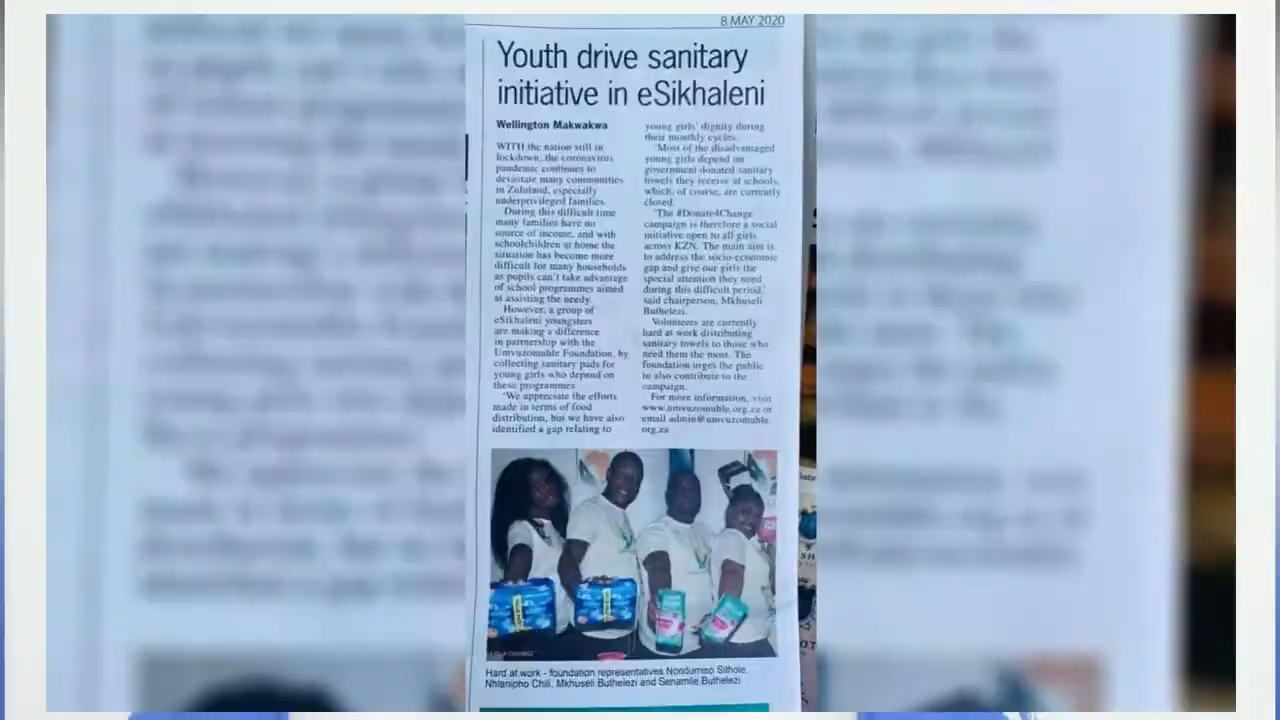 8 MAY 2020
Youth drive sanitary
initiative in eSikhaleni
Wellington Makwakwa
WITH the nation still in
lockdown, the coronavirus
pandemic continues to
devastate many communities
in Zululand, especially
underprivileged families.
During this difficult time
many families have no
source of income, and with
schoolchildren at home the
situation has become more
difficult for many households
as pupils can't take advantage
of school programmes aimed
at assisting the needy.
However, a group of
eSikhaleni youngsters
are making a difference
in partnership with the
Umvuzomuhle Foundation, by
collecting sanitary pads for
young girls who depend on
these programmes.
'We appreciate the efforts
made in terms of food
distribution, but we have also
identified a gap relating to
young girls' dignity during
their monthly cycles.
'Most of the disadvantaged
young girls depend on
government-donated sanitary
towels they receive at schools,
which, of course, are currently
closed.
'The #Donate4Change
campaign is therefore a social
initiative open to all girls
across KZN. The main aim is
to address the socio-economic
gap and give our girls the
special attention they need
during this difficult period,'
said chairperson, Mkhuseli
Buthelezi.
Volunteers are currently
hard at work distributing
sanitary towels to those who
need them the most. The
foundation urges the public
to also contribute to the
campaign.
For more information, visit
www.umvuzomuhle.org.za or
email admin@umvuzomuhle.
org.za
Hard at work - foundation representatives Nondumiso Sithole,
Nhlanipho Chili, Mkhuseli Buthelezi and Senamile Buthelezi